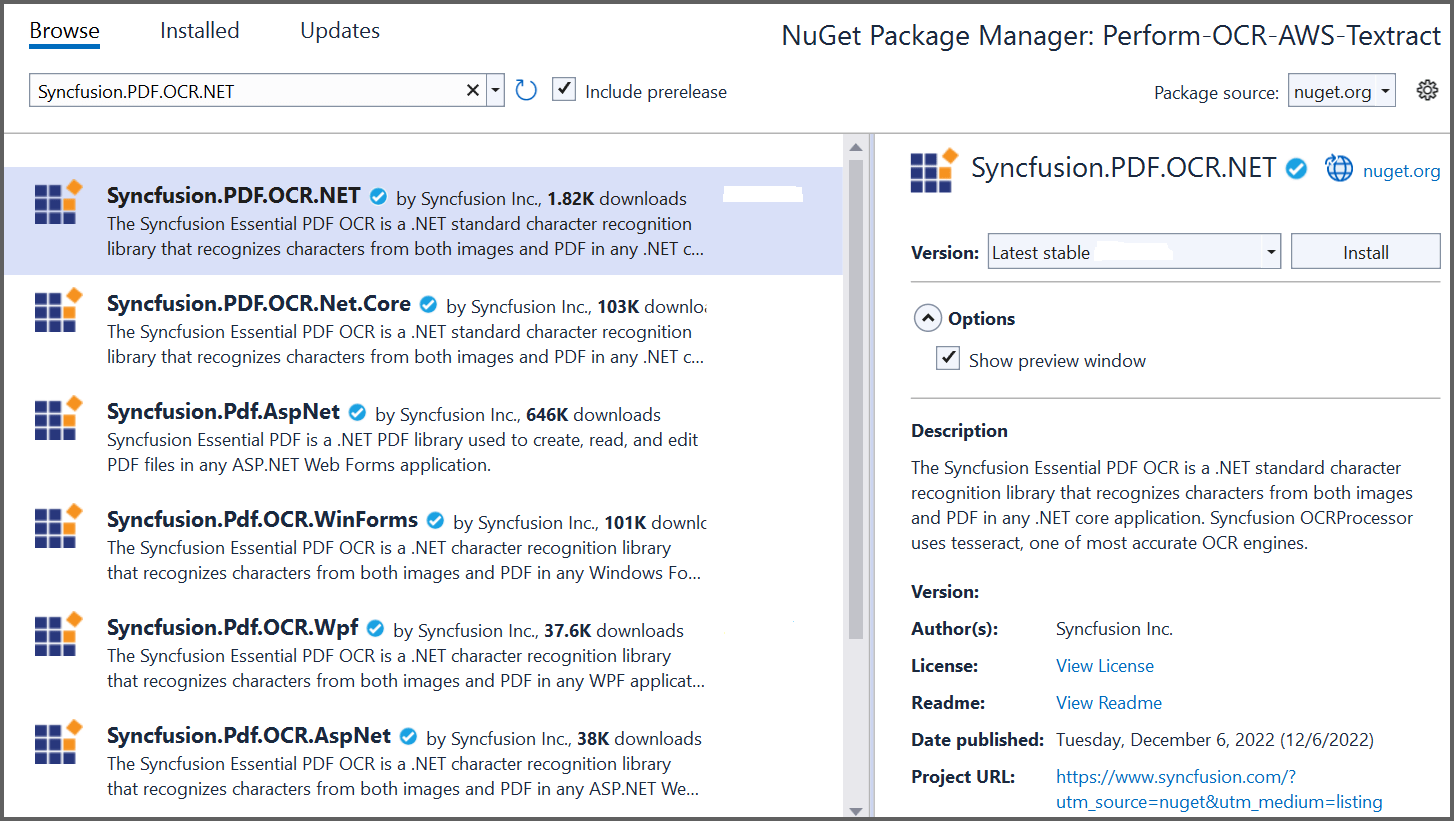 Browse Installed Updates
NuGet Package Manager: Perform-OCR-AWS-Textract
Syncfusion.PDF.OCR.NET
Include prerelease
Package source: nuget.org
Syncfusion.PDF.OCR.NET by Syncfusion Inc., 1.82K downloads
The Syncfusion Essential PDF OCR is a .NET standard character recognition
library that recognizes characters from both images and PDF in any .NET c...
Syncfusion.PDF.OCR.Net.Core by Syncfusion Inc., 103K downloa
The Syncfusion Essential PDF OCR is a .NET standard character recognition
library that recognizes characters from both images and PDF in any .NET c...
Syncfusion.Pdf.AspNet by Syncfusion Inc., 646K downloads
Syncfusion Essential PDF is a .NET PDF library used to create, read, and edit
PDF files in any ASP.NET Web Forms application.
Syncfusion.Pdf.OCR.WinForms by Syncfusion Inc., 101K downlc
The Syncfusion Essential PDF OCR is a .NET character recognition library
that recognizes characters from both images and PDF in any Windows Fo...
Syncfusion.Pdf.OCR.Wpf by Syncfusion Inc., 37.6K downloads
The Syncfusion Essential PDF OCR is a .NET character recognition library
that recognizes characters from both images and PDF in any WPF applicat...
Syncfusion.Pdf.OCR.AspNet by Syncfusion Inc., 38K downloads
The Syncfusion Essential PDF OCR is a .NET character recognition library
that recognizes characters from both images and PDF in any ASP.NET We...
Syncfusion.PDF.OCR.NET nuget.org
Version: Latest stable Install
Options
Show preview window
Description
The Syncfusion Essential PDF OCR is a .NET standard character
recognition library that recognizes characters from both images
and PDF in any .NET core application. Syncfusion OCRProcessor
uses tesseract, one of most accurate OCR engines.
Version:
Author(s): Syncfusion Inc.
License: View License
Readme: View Readme
Date published: Tuesday, December 6, 2022 (12/6/2022)
Project URL: https://www.syncfusion.com/?
utm_source=nuget&utm_medium=listing